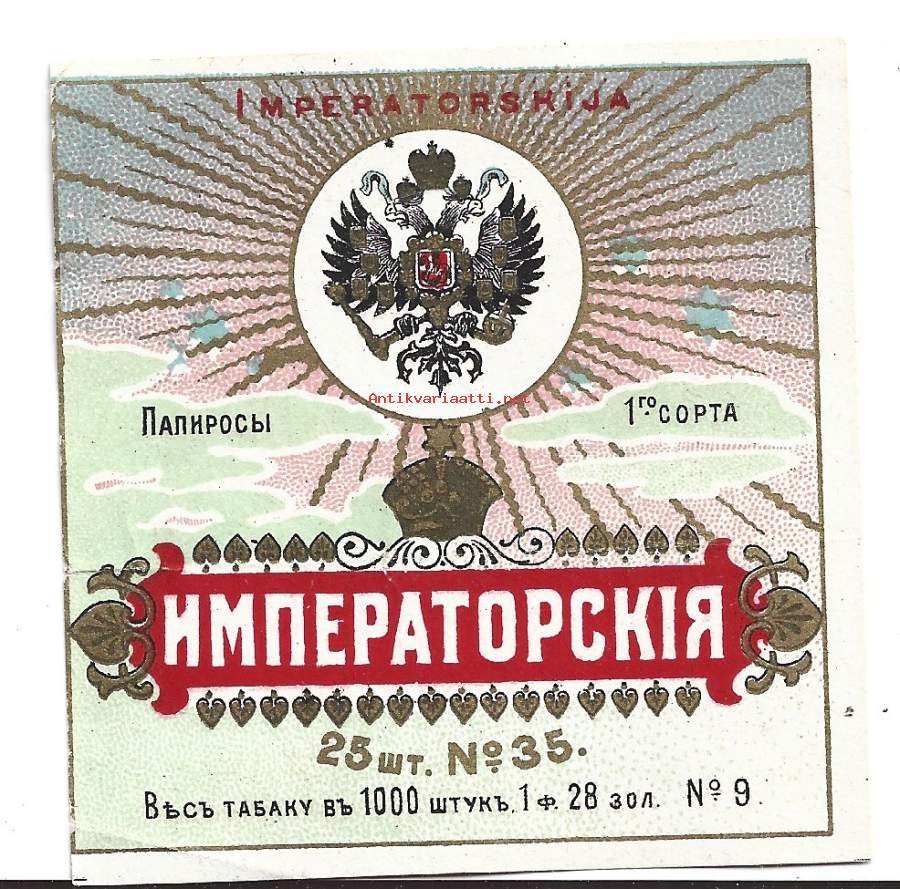 IMPERATORSKIJA
Antikvariaatti.net
Папиросы
1го сорта
ИМПЕРАТОРСКIЯ
25 шт. № 35.
Вѣсъ табаку въ 1000 штукъ, 1 ф. 28 зол. № 9.